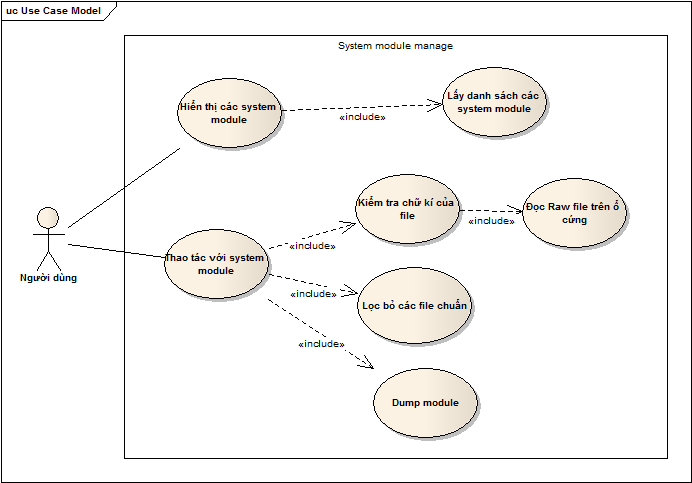 uc Use Case Model
System module manage
Hiển thị các system
module
«include»
Lấy danh sách các
system module
Kiểm tra chữ kí của
file
«include»
Đọc Raw file trên ổ
cứng
Người dùng
Thao tác với system
module
«include»
«include»
Lọc bỏ các file chuẩn
«include»
Dump module